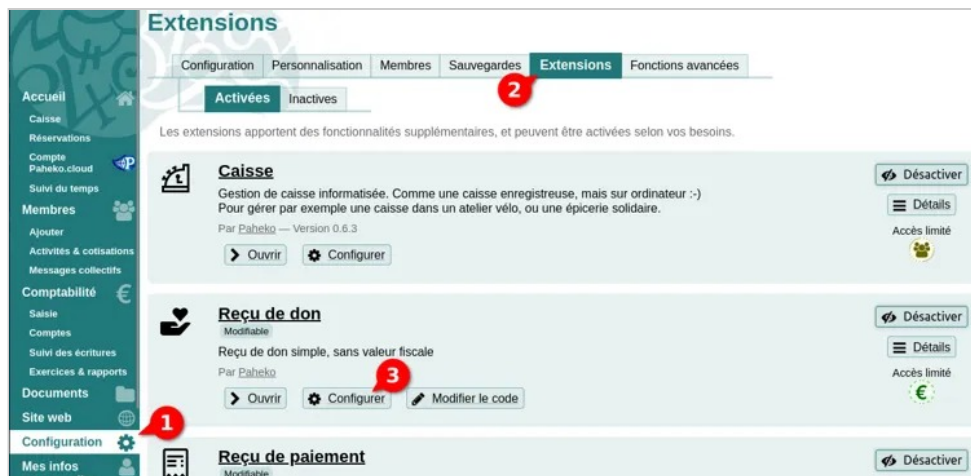 Extensions
Configuration Personnalisation Membres Sauvegardes Extensions Fonctions avancées
2
Activées Inactives
Les extensions apportent des fonctionnalités supplémentaires, et peuvent être activées selon vos besoins.
Accueil
Caisse
Réservations
Compte
Paheko.cloud
P
Suivi du temps
Membres
Ajouter
Activités & cotisations
Messages collectifs
Comptabilité €
Saisie
Comptes
Suivi des écritures
Exercices & rapports
Documents
Site web
1
Configuration
Mes infos
Caisse
Gestion de caisse informatisée. Comme une caisse enregistreuse, mais sur ordinateur :-)
Pour gérer par exemple une caisse dans un atelier vélo, ou une épicerie solidaire.
Par Paheko — Version 0.6.3
Ouvrir Configurer
Désactiver
Détails
Accès limité
Reçu de don
Modifiable
Reçu de don simple, sans valeur fiscale
Par Paheko
3
Ouvrir Configurer Modifier le code
Désactiver
Détails
Accès limité
€
Reçu de paiement
Modifiable
Désactiver